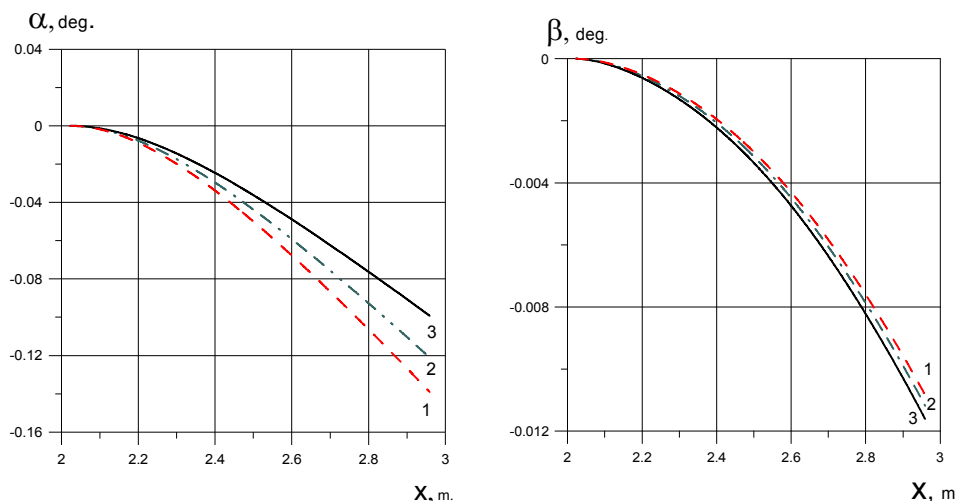 α, deg.
0.04
0
-0.04
-0.08
-0.12
-0.16
3
2
1
2 2.2 2.4 2.6 2.8 3
x, m.
β, deg.
0
-0.004
-0.008
-0.012
1
2
3
2 2.2 2.4 2.6 2.8 3
x, m